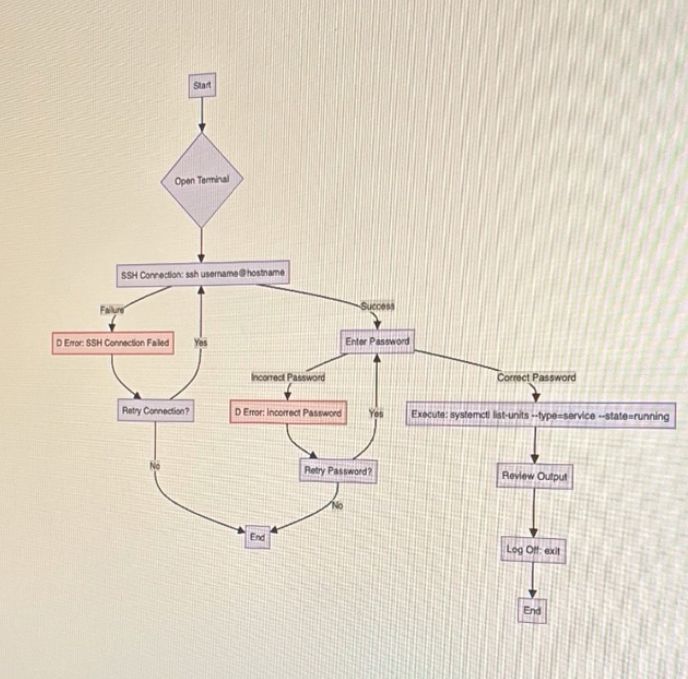 Start
Open Terminal
SSH Connection: ssh username@hostname
Failure
Success
D Error: SSH Connection Failed
Yes
Enter Password
Incorrect Password
Correct Password
Retry Connection?
D Error: Incorrect Password
Yes
Execute: systemctl list-units --type=service --state=running
No
Retry Password?
Review Output
No
End
Log Off: exit
End